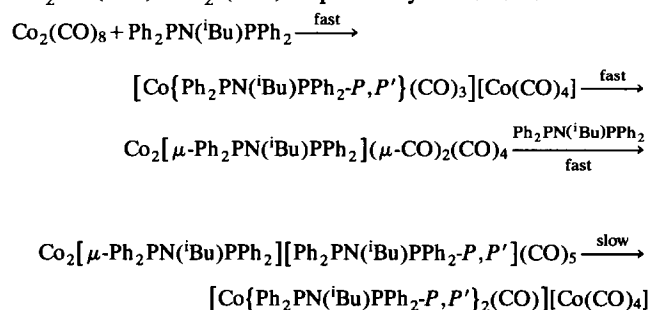 Co₂(CO)₈+Ph₂PN(ⁱBu)PPh₂ —fast→
[Co{Ph₂PN(ⁱBu)PPh₂-P,P′}(CO)₃][Co(CO)₄] —fast→
Co₂[μ-Ph₂PN(ⁱBu)PPh₂](μ-CO)₂(CO)₄ —Ph₂PN(ⁱBu)PPh₂ fast→
Co₂[μ-Ph₂PN(ⁱBu)PPh₂][Ph₂PN(ⁱBu)PPh₂-P,P′](CO)₅ —slow→
[Co{Ph₂PN(ⁱBu)PPh₂-P,P′}₂(CO)][Co(CO)₄]